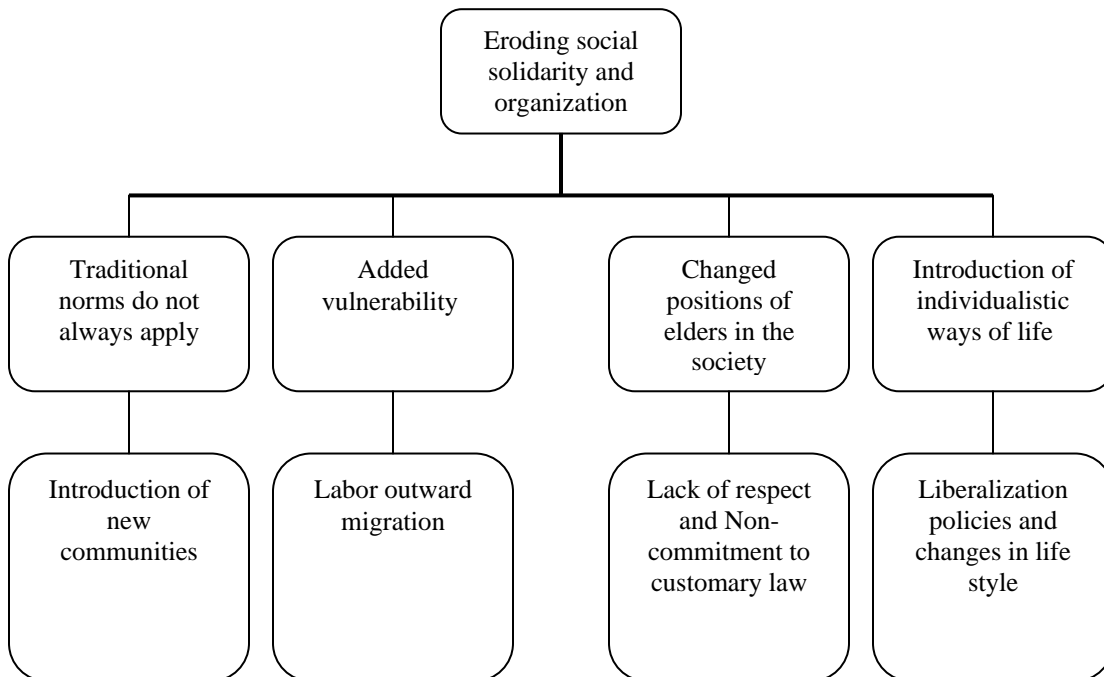 Eroding social
solidarity and
organization
Traditional
norms do not
always apply
Added
vulnerability
Changed
positions of
elders in the
society
Introduction of
individualistic
ways of life
Introduction of
new
communities
Labor outward
migration
Lack of respect
and Non-
commitment to
customary law
Liberalization
policies and
changes in life
style